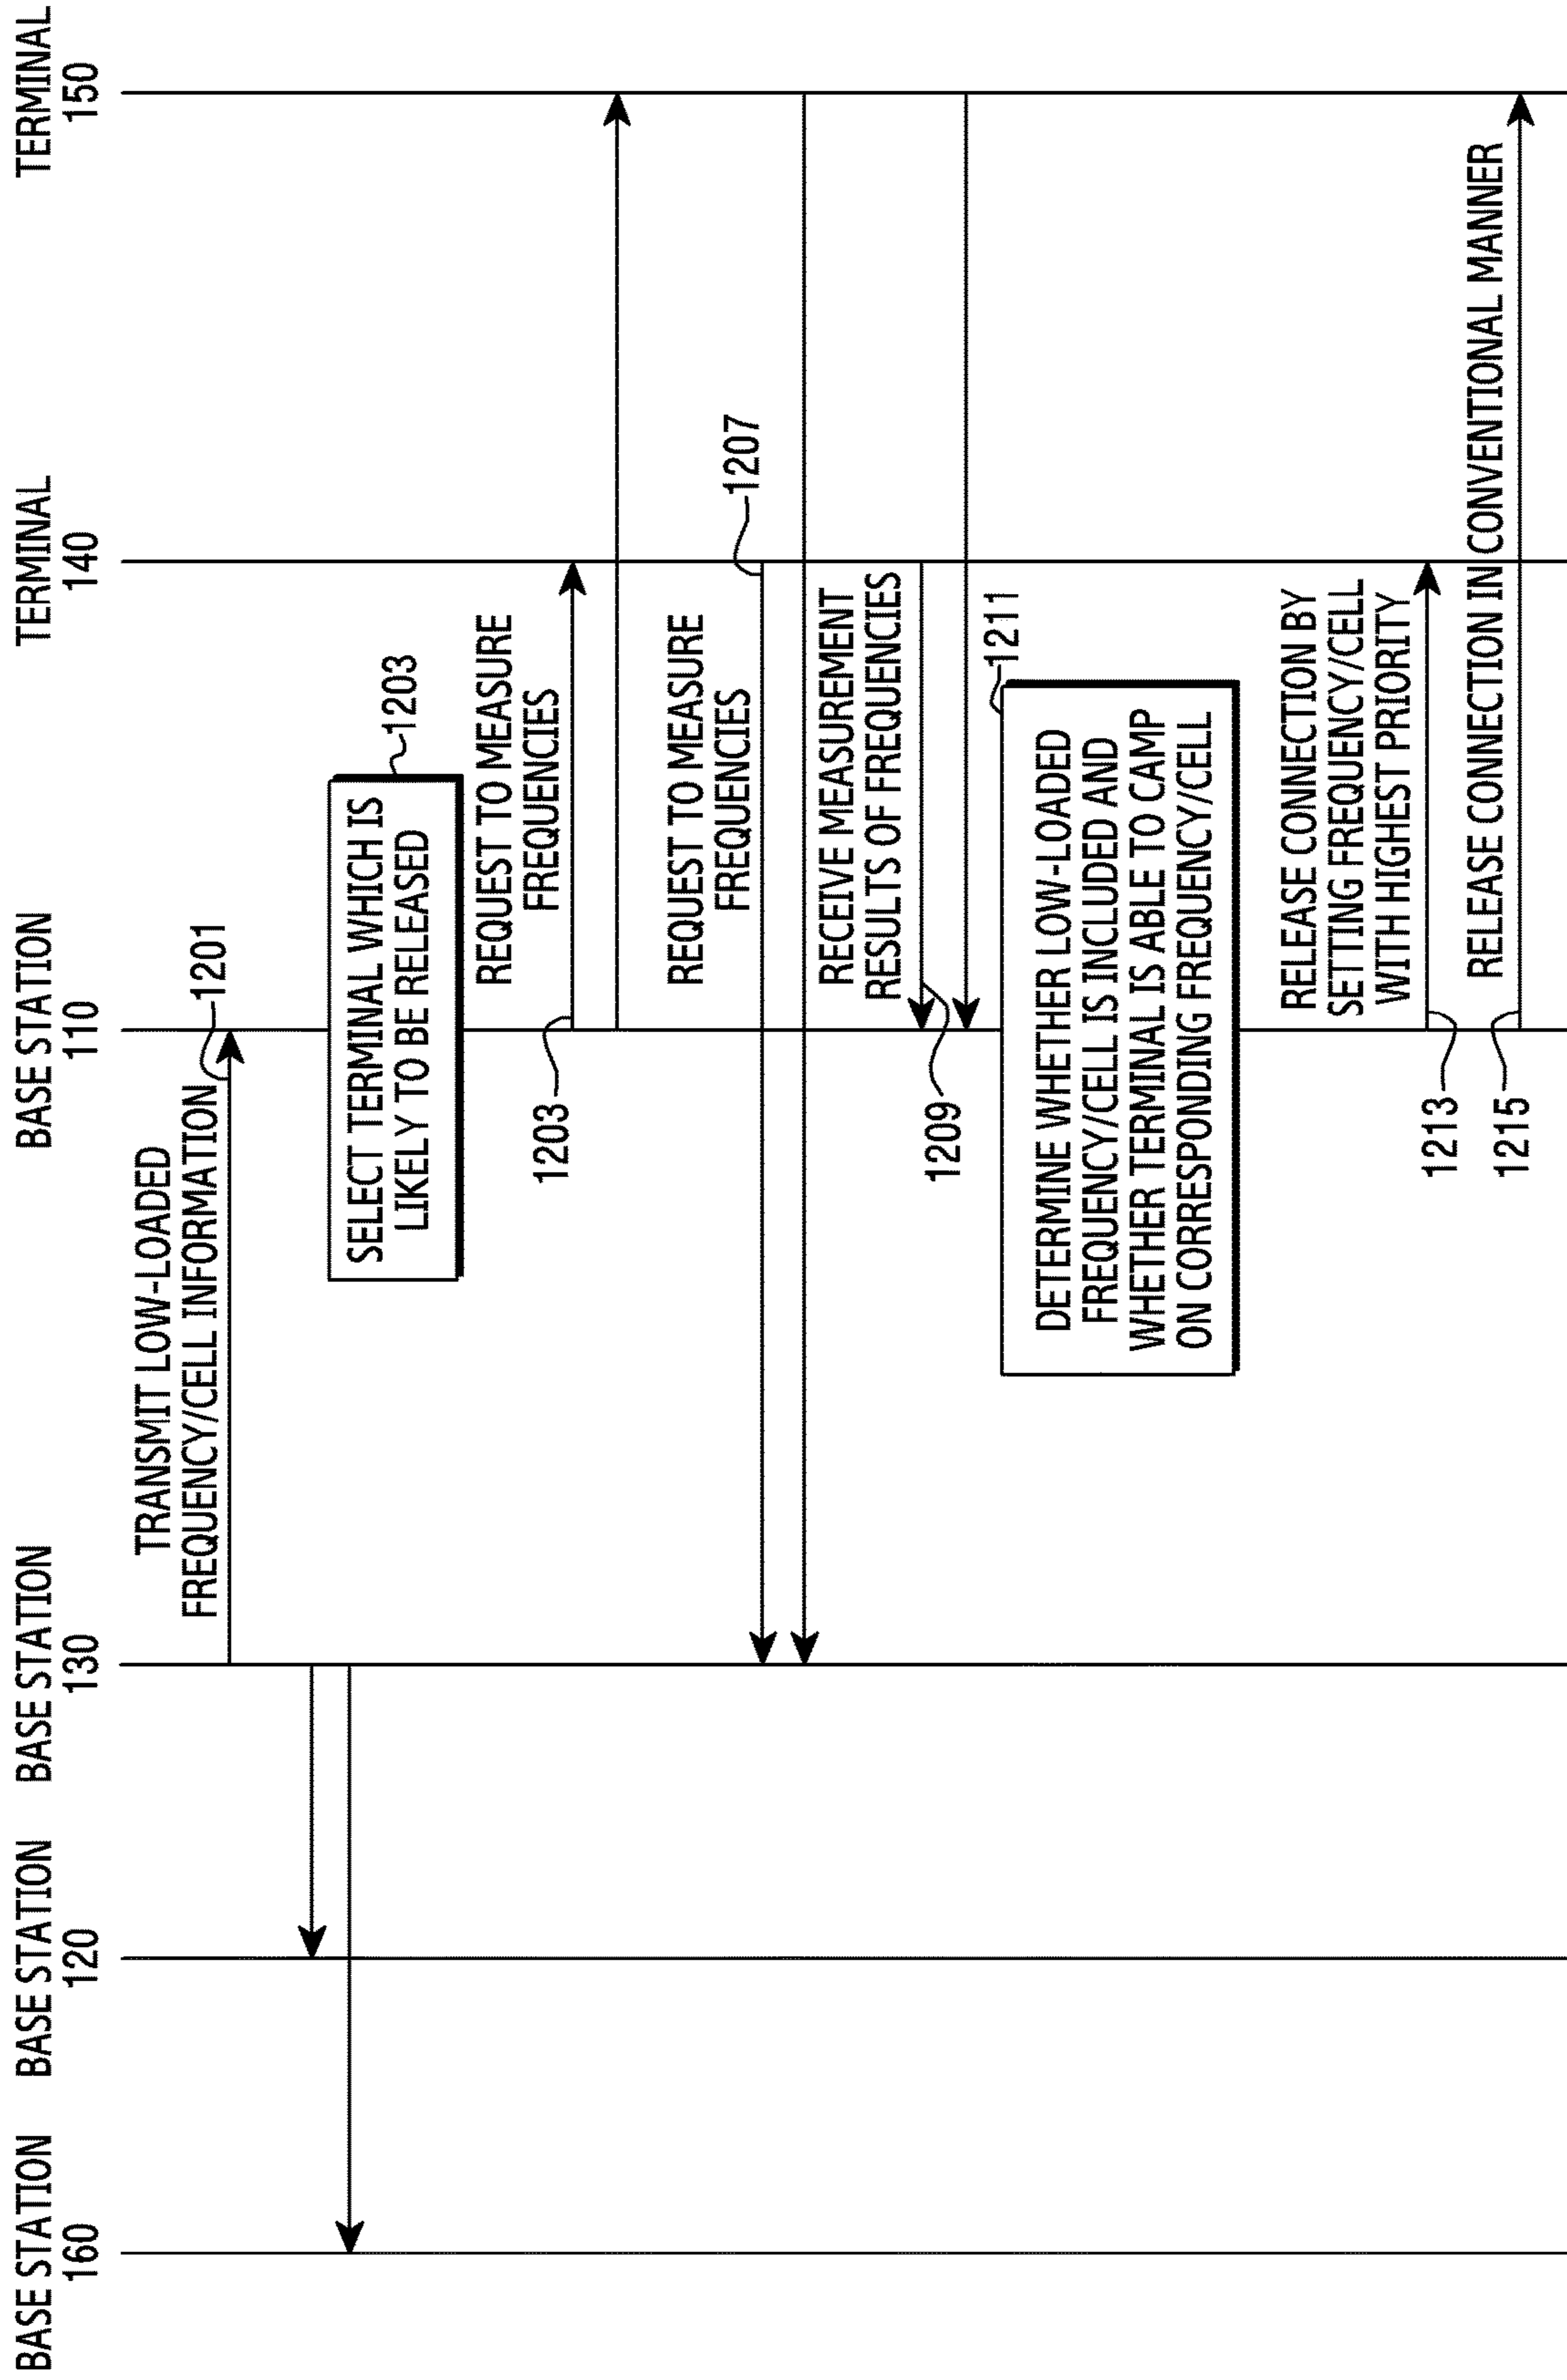 BASE STATION
160
BASE STATION
120
BASE STATION
130
BASE STATION
110
TERMINAL
140
TERMINAL
150
TRANSMIT LOW-LOADED
FREQUENCY/CELL INFORMATION
1201
SELECT TERMINAL WHICH IS
LIKELY TO BE RELEASED
1203
REQUEST TO MEASURE
FREQUENCIES
1203
REQUEST TO MEASURE
FREQUENCIES
1207
RECEIVE MEASUREMENT
RESULTS OF FREQUENCIES
1209
1211
DETERMINE WHETHER LOW-LOADED
FREQUENCY/CELL IS INCLUDED AND
WHETHER TERMINAL IS ABLE TO CAMP
ON CORRESPONDING FREQUENCY/CELL
RELEASE CONNECTION BY
SETTING FREQUENCY/CELL
WITH HIGHEST PRIORITY
1213
RELEASE CONNECTION IN CONVENTIONAL MANNER
1215